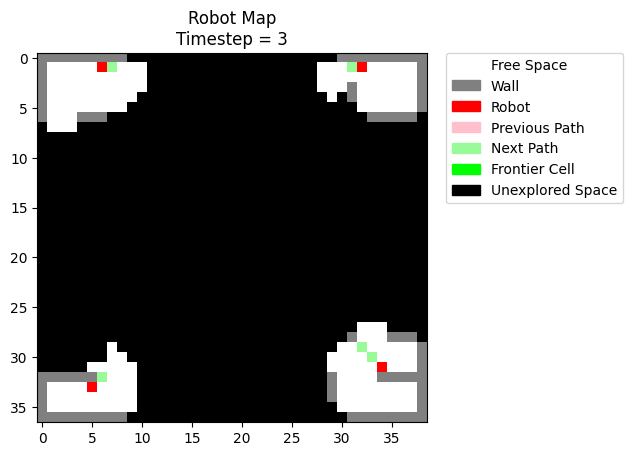 Robot Map
Timestep = 3
0
5
10
15
20
25
30
35
0
5
10
15
20
25
30
35
Free Space
Wall
Robot
Previous Path
Next Path
Frontier Cell
Unexplored Space